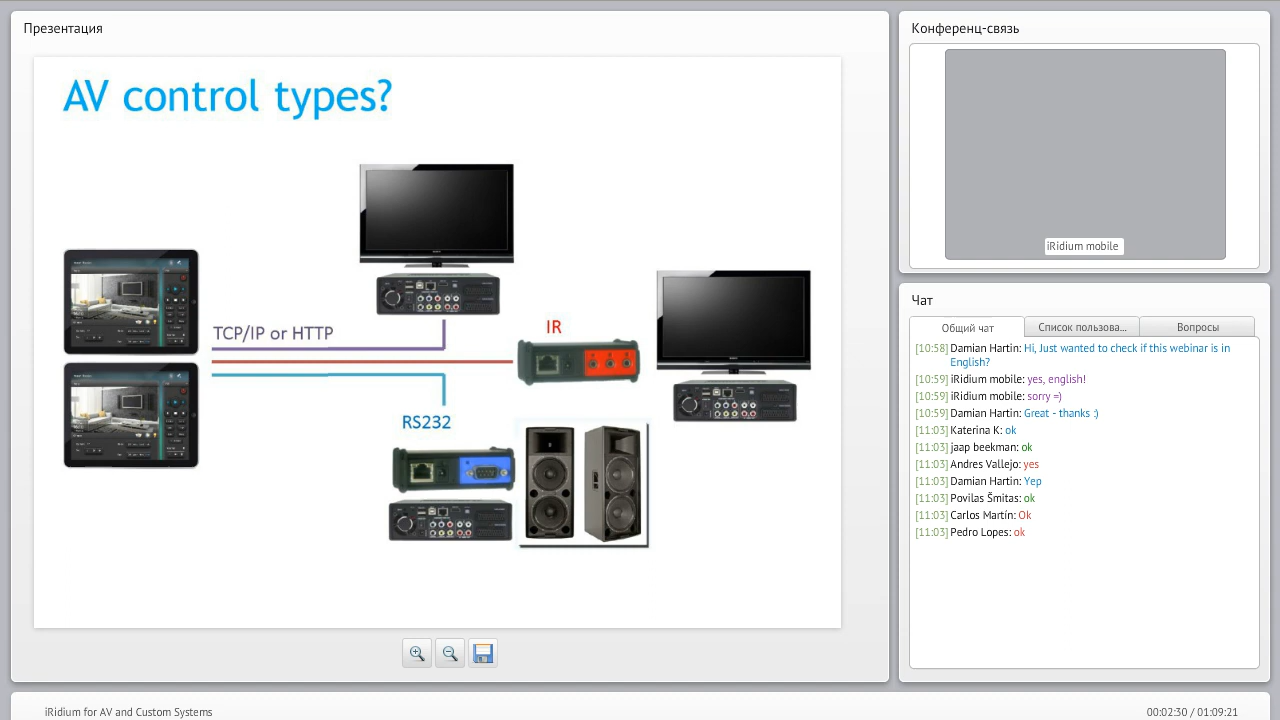 Презентация
AV control types?
TCP/IP or HTTP
IR
RS232
Конференц-связь
iRidium mobile
Чат
Общий чат
Список пользова...
Вопросы
[10:58] Damian Hartin: Hi, Just wanted to check if this webinar is in
English?
[10:59] iRidium mobile: yes, english!
[10:59] iRidium mobile: sorry =)
[10:59] Damian Hartin: Great - thanks :)
[11:03] Katerina K: ok
[11:03] jaap beekman: ok
[11:03] Andres Vallejo: yes
[11:03] Damian Hartin: Yep
[11:03] Povilas Šmitas: ok
[11:03] Carlos Martín: Ok
[11:03] Pedro Lopes: ok
iRidium for AV and Custom Systems
00:02:30 / 01:09:21